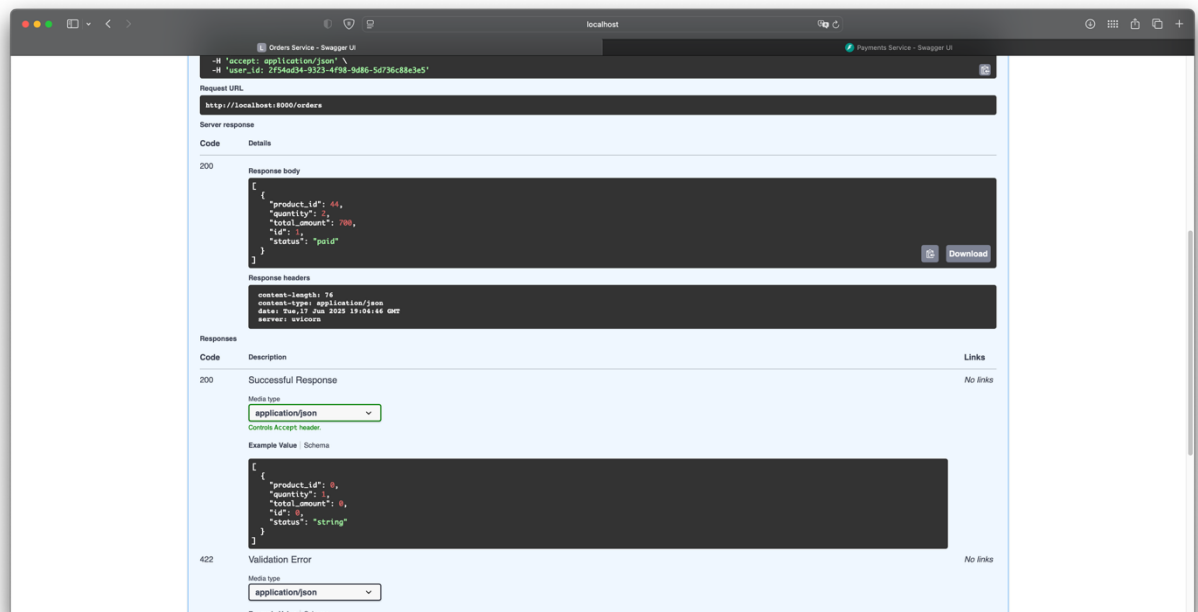 localhost
Orders Service - Swagger UI
Payments Service - Swagger UI
-H 'accept: application/json' \
-H 'user_id: 2f54ad34-9323-4f98-9d86-5d736c88e3e5'
Request URL
http://localhost:8000/orders
Server response
Code Details
200
Response body
[
{
"product_id": 44,
"quantity": 2,
"total_amount": 700,
"id": 1,
"status": "paid"
}
]
Download
Response headers
content-length: 76
content-type: application/json
date: Tue,17 Jun 2025 19:04:46 GMT
server: uvicorn
Responses
Code Description Links
200 Successful Response No links
Media type
application/json
Controls Accept header.
Example Value Schema
[
{
"product_id": 0,
"quantity": 1,
"total_amount": 0,
"id": 0,
"status": "string"
}
]
422 Validation Error No links
Media type
application/json